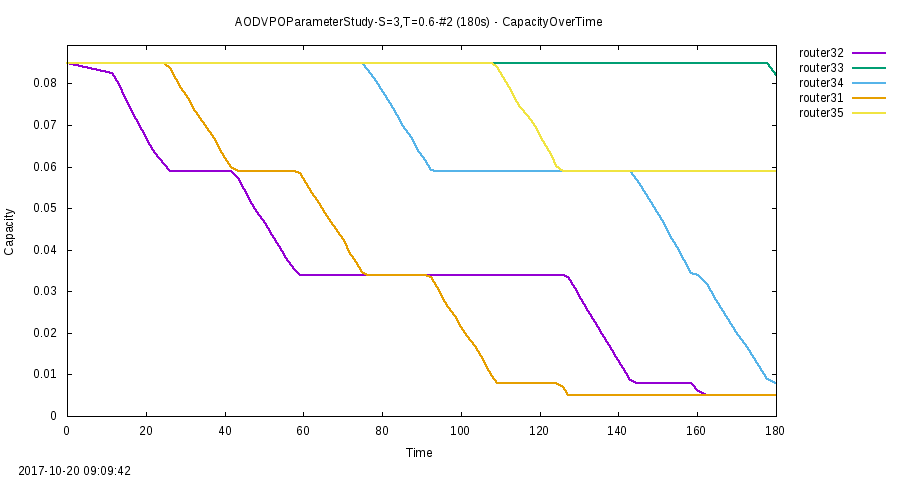 AODVPOParameterStudy-S=3,T=0.6-#2 (180s) - CapacityOverTime
router32
router33
router34
router31
router35
0.08
0.07
0.06
0.05
0.04
0.03
0.02
0.01
0
Capacity
0 20 40 60 80 100 120 140 160 180
Time
2017-10-20 09:09:42